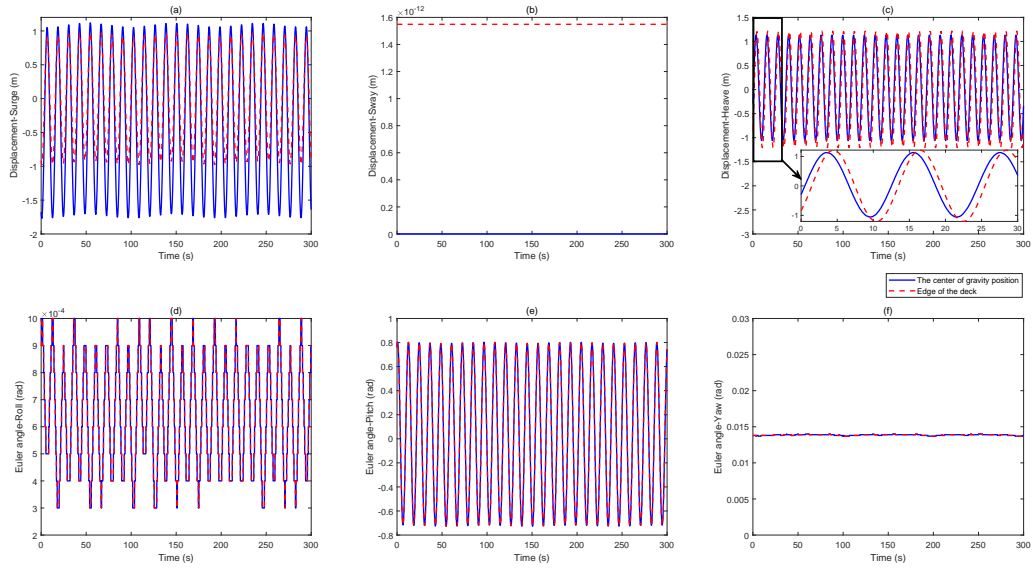 (a)
Displacement-Surge (m)
1
0.5
0
-0.5
-1
-1.5
-2
0 50 100 150 200 250 300
Time (s)
(b)
×10^-12
Displacement-Sway (m)
1.6
1.4
1.2
1
0.8
0.6
0.4
0.2
0
0 50 100 150 200 250 300
Time (s)
(c)
Displacement-Heave (m)
1.5
1
0.5
0
-0.5
-1
-1.5
-2
-2.5
-3
1
0
-1
0 5 10 15 20 25 30
0 50 100 150 200 250 300
Time (s)
The center of gravity position
Edge of the deck
(d)
×10^-4
Euler angle-Roll (rad)
10
9
8
7
6
5
4
3
2
0 50 100 150 200 250 300
Time (s)
(e)
Euler angle-Pitch (rad)
1
0.8
0.6
0.4
0.2
0
-0.2
-0.4
-0.6
-0.8
0 50 100 150 200 250 300
Time (s)
(f)
Euler angle-Yaw (rad)
0.03
0.025
0.02
0.015
0.01
0.005
0
0 50 100 150 200 250 300
Time (s)